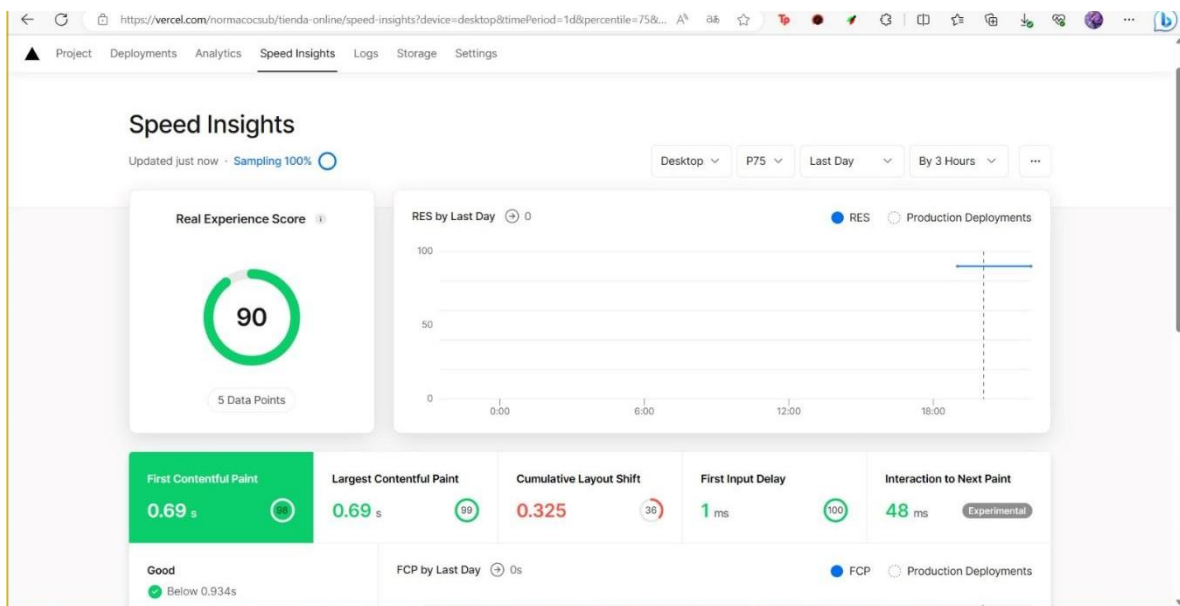 https://vercel.com/normacocsub/tienda-online/speed-insights?device=desktop&timePeriod=1d&percentile=75&...
Project Deployments Analytics Speed Insights Logs Storage Settings
Speed Insights
Updated just now · Sampling 100%
Desktop P75 Last Day By 3 Hours ...
Real Experience Score
90
5 Data Points
RES by Last Day 0 RES Production Deployments
100
50
0
0:00 6:00 12:00 18:00
First Contentful Paint
0.69 s 98
Largest Contentful Paint
0.69 s 99
Cumulative Layout Shift
0.325 36
First Input Delay
1 ms 100
Interaction to Next Paint
48 ms Experimental
Good
Below 0.934s
FCP by Last Day 0s FCP Production Deployments